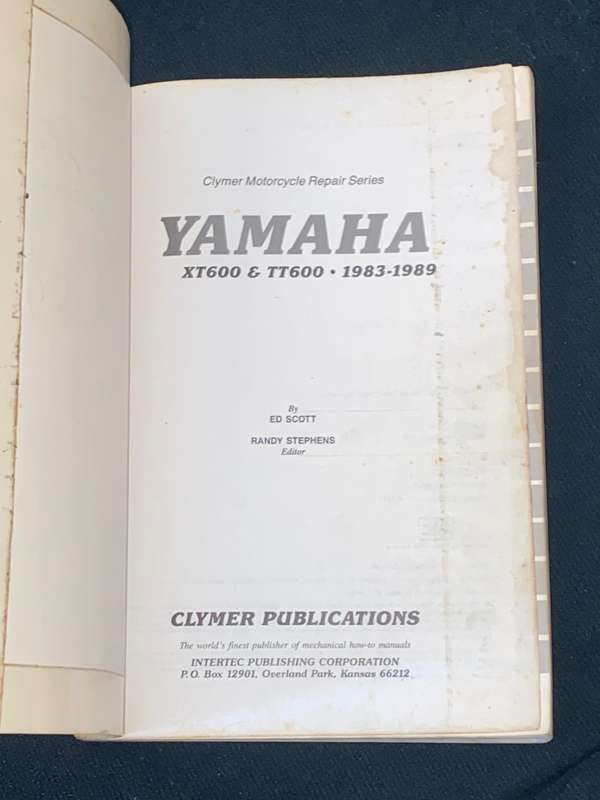 Clymer Motorcycle Repair Series
YAMAHA
XT600 & TT600 • 1983-1989
By
ED SCOTT
RANDY STEPHENS
Editor
CLYMER PUBLICATIONS
The world's finest publisher of mechanical how-to manuals
INTERTEC PUBLISHING CORPORATION
P.O. Box 12901, Overland Park, Kansas 66212